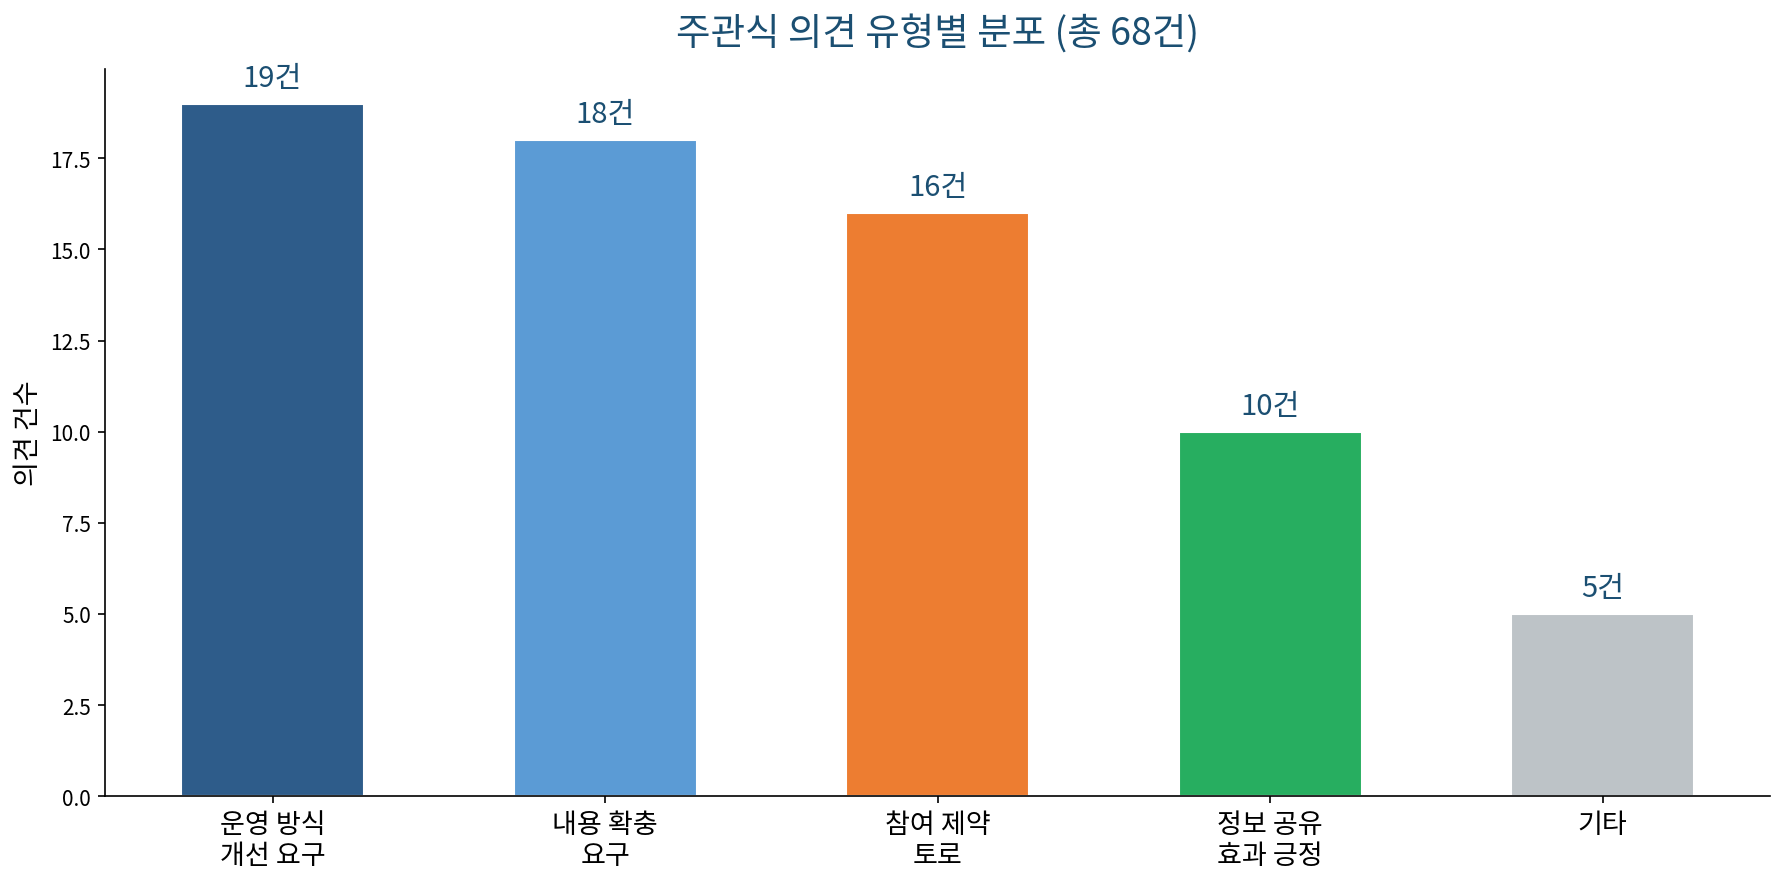 주관식 의견 유형별 분포 (총 68건)
19건
18건
16건
10건
5건
17.5
15.0
12.5
10.0
7.5
5.0
2.5
0.0
의견 건수
운영 방식
개선 요구
내용 확충
요구
참여 제약
토로
정보 공유
효과 긍정
기타